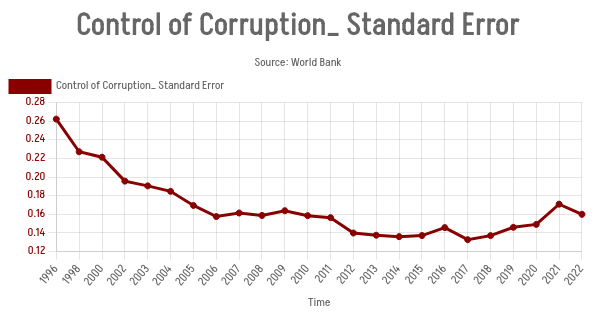 Control of Corruption_ Standard Error
Source: World Bank
Control of Corruption_ Standard Error
0.28
0.26
0.24
0.22
0.20
0.18
0.16
0.14
0.12
1996 1998 2000 2002 2003 2004 2005 2006 2007 2008 2009 2010 2011 2012 2013 2014 2015 2016 2017 2018 2019 2020 2021 2022
Time